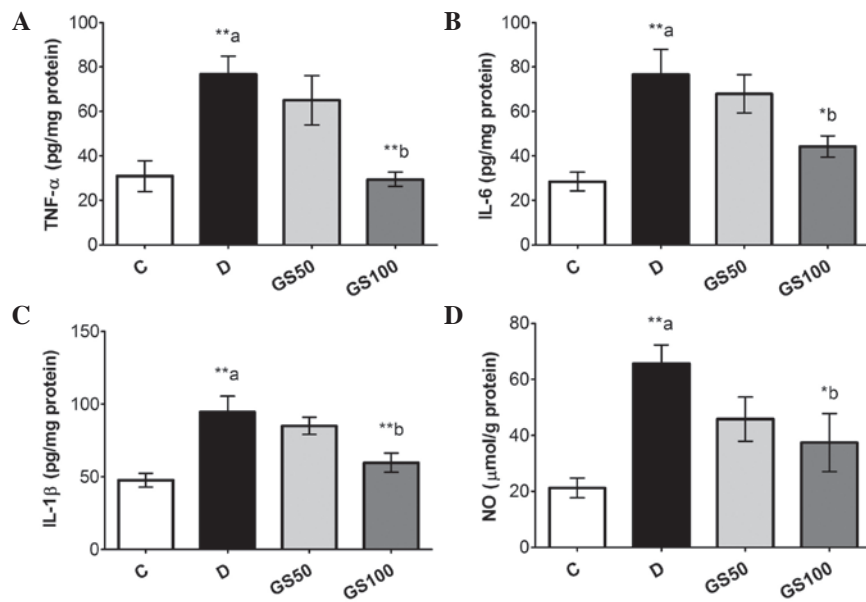 A
TNF-α (pg/mg protein)
100
80
60
40
20
0
**a
**b
C
D
GS50
GS100
B
IL-6 (pg/mg protein)
100
80
60
40
20
0
**a
*b
C
D
GS50
GS100
C
IL-1β (pg/mg protein)
150
100
50
0
**a
**b
C
D
GS50
GS100
D
NO (μmol/g protein)
80
60
40
20
0
**a
*b
C
D
GS50
GS100